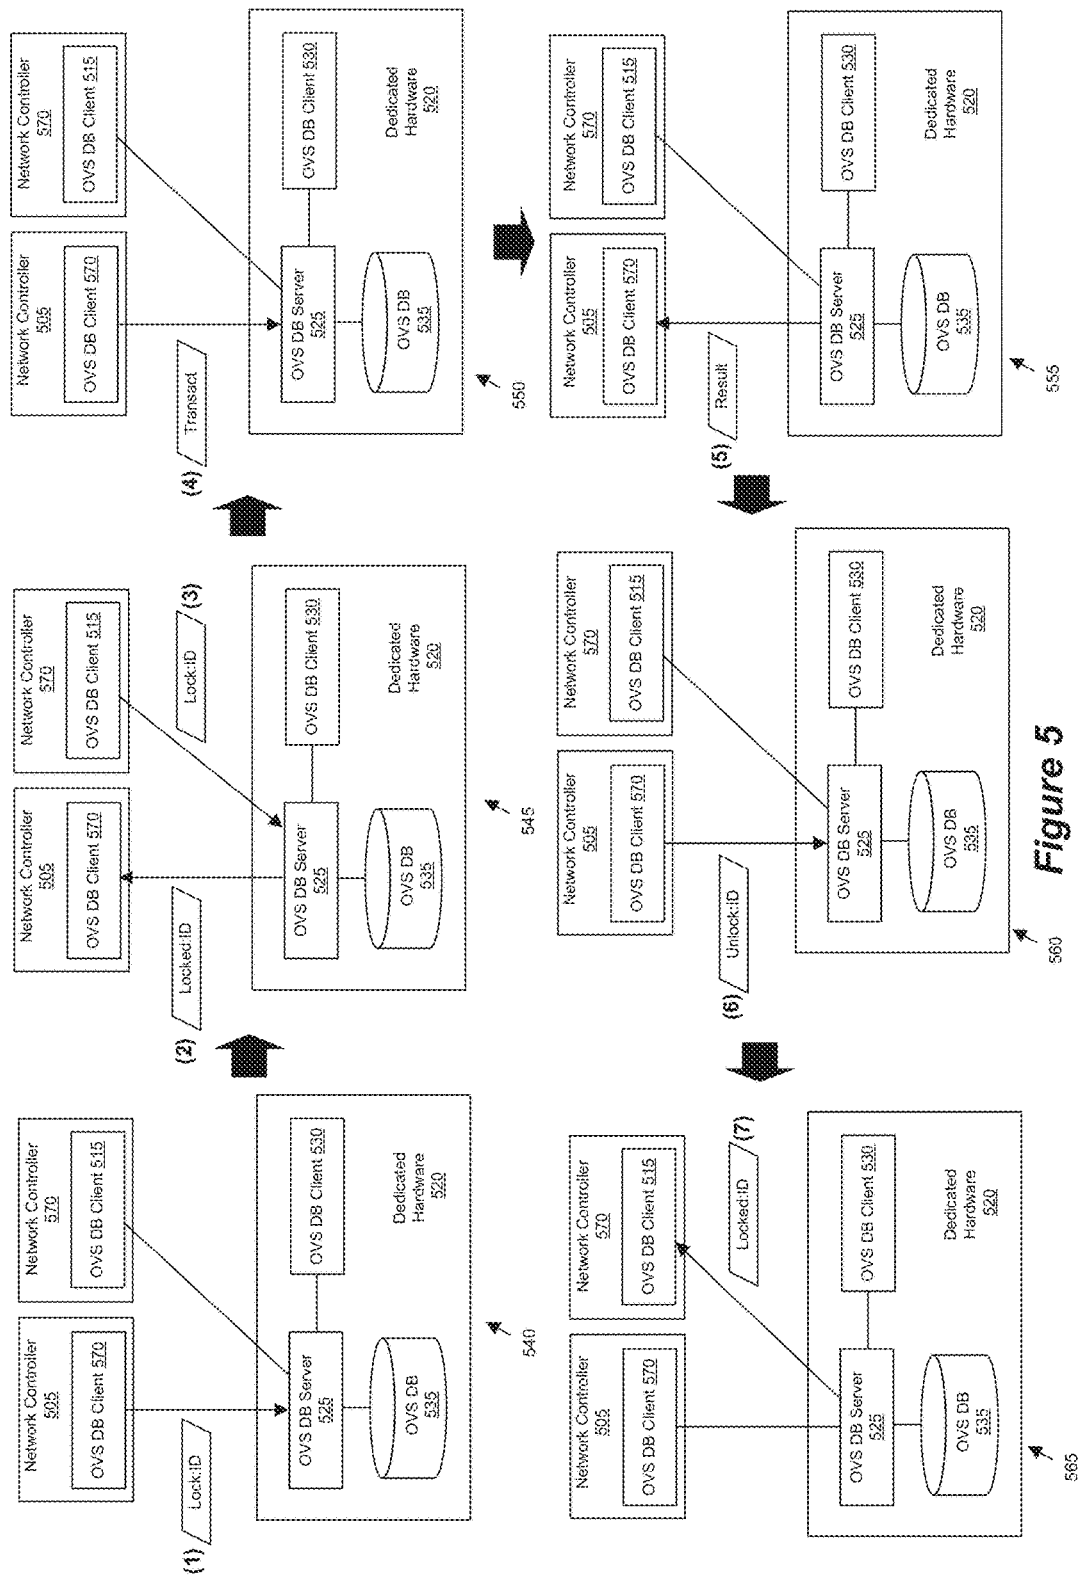 Network Controller
505
OVS DB Client 570
Network Controller
570
OVS DB Client 515
(1)
Lock:ID
OVS DB Server
525
OVS DB Client 530
OVS DB
535
Dedicated
Hardware
520
540
Network Controller
505
OVS DB Client 570
Network Controller
570
OVS DB Client 515
(2)
Locked:ID
Lock:ID
(3)
OVS DB Server
525
OVS DB Client 530
OVS DB
535
Dedicated
Hardware
520
545
Network Controller
505
OVS DB Client 570
Network Controller
570
OVS DB Client 515
(4)
Transact
OVS DB Server
525
OVS DB Client 530
OVS DB
535
Dedicated
Hardware
520
550
Network Controller
505
OVS DB Client 570
Network Controller
570
OVS DB Client 515
(5)
Result
OVS DB Server
525
OVS DB Client 530
OVS DB
535
Dedicated
Hardware
520
555
Network Controller
505
OVS DB Client 570
Network Controller
570
OVS DB Client 515
(6)
Unlock:ID
OVS DB Server
525
OVS DB Client 530
OVS DB
535
Dedicated
Hardware
520
560
Network Controller
505
OVS DB Client 570
Network Controller
570
OVS DB Client 515
Locked:ID
(7)
OVS DB Server
525
OVS DB Client 530
OVS DB
535
Dedicated
Hardware
520
565
Figure 5